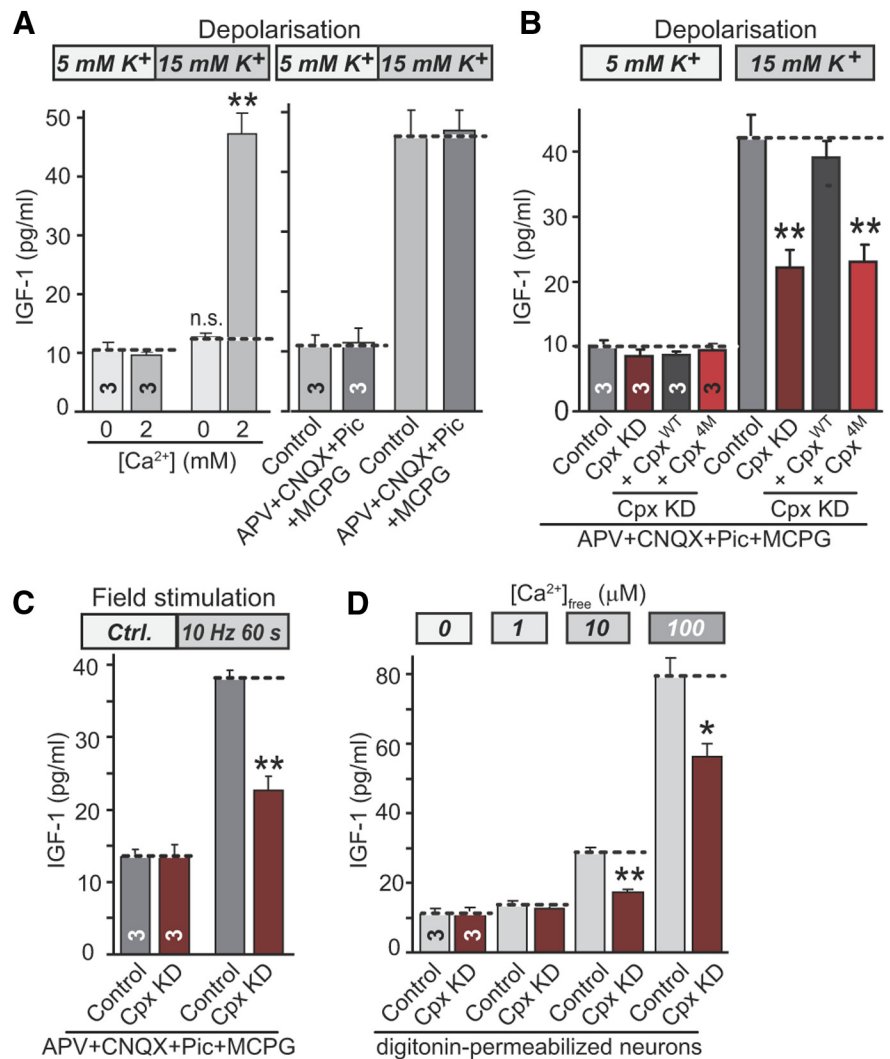 A
Depolarisation
5 mM K+ 15 mM K+ 5 mM K+ 15 mM K+
IGF-1 (pg/ml)
50
40
30
20
10
0
**
n.s.
3 3 3 3
0 2 0 2
[Ca2+] (mM)
Control
APV+CNQX+Pic
+MCPG
Control
APV+CNQX+Pic
+MCPG
B
Depolarisation
5 mM K+ 15 mM K+
IGF-1 (pg/ml)
40
30
20
10
0
** **
3 3 3 3
Control
Cpx KD
+ CpxWT
+ Cpx4M
Control
Cpx KD
+ CpxWT
+ Cpx4M
Cpx KD Cpx KD
APV+CNQX+Pic+MCPG
C
Field stimulation
Ctrl. 10 Hz 60 s
IGF-1 (pg/ml)
40
30
20
10
0
**
3 3
Control
Cpx KD
Control
Cpx KD
APV+CNQX+Pic+MCPG
D
[Ca2+]free (μM)
0 1 10 100
IGF-1 (pg/ml)
80
60
40
20
0
** *
3 3
Control
Cpx KD
Control
Cpx KD
Control
Cpx KD
Control
Cpx KD
digitonin-permeabilized neurons